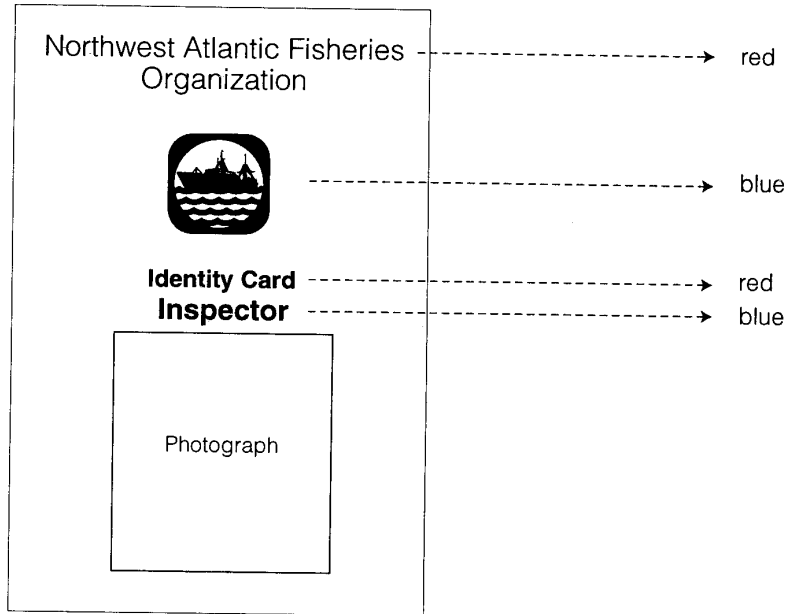 Northwest Atlantic Fisheries
Organization
red
blue
Identity Card
red
Inspector
blue
Photograph